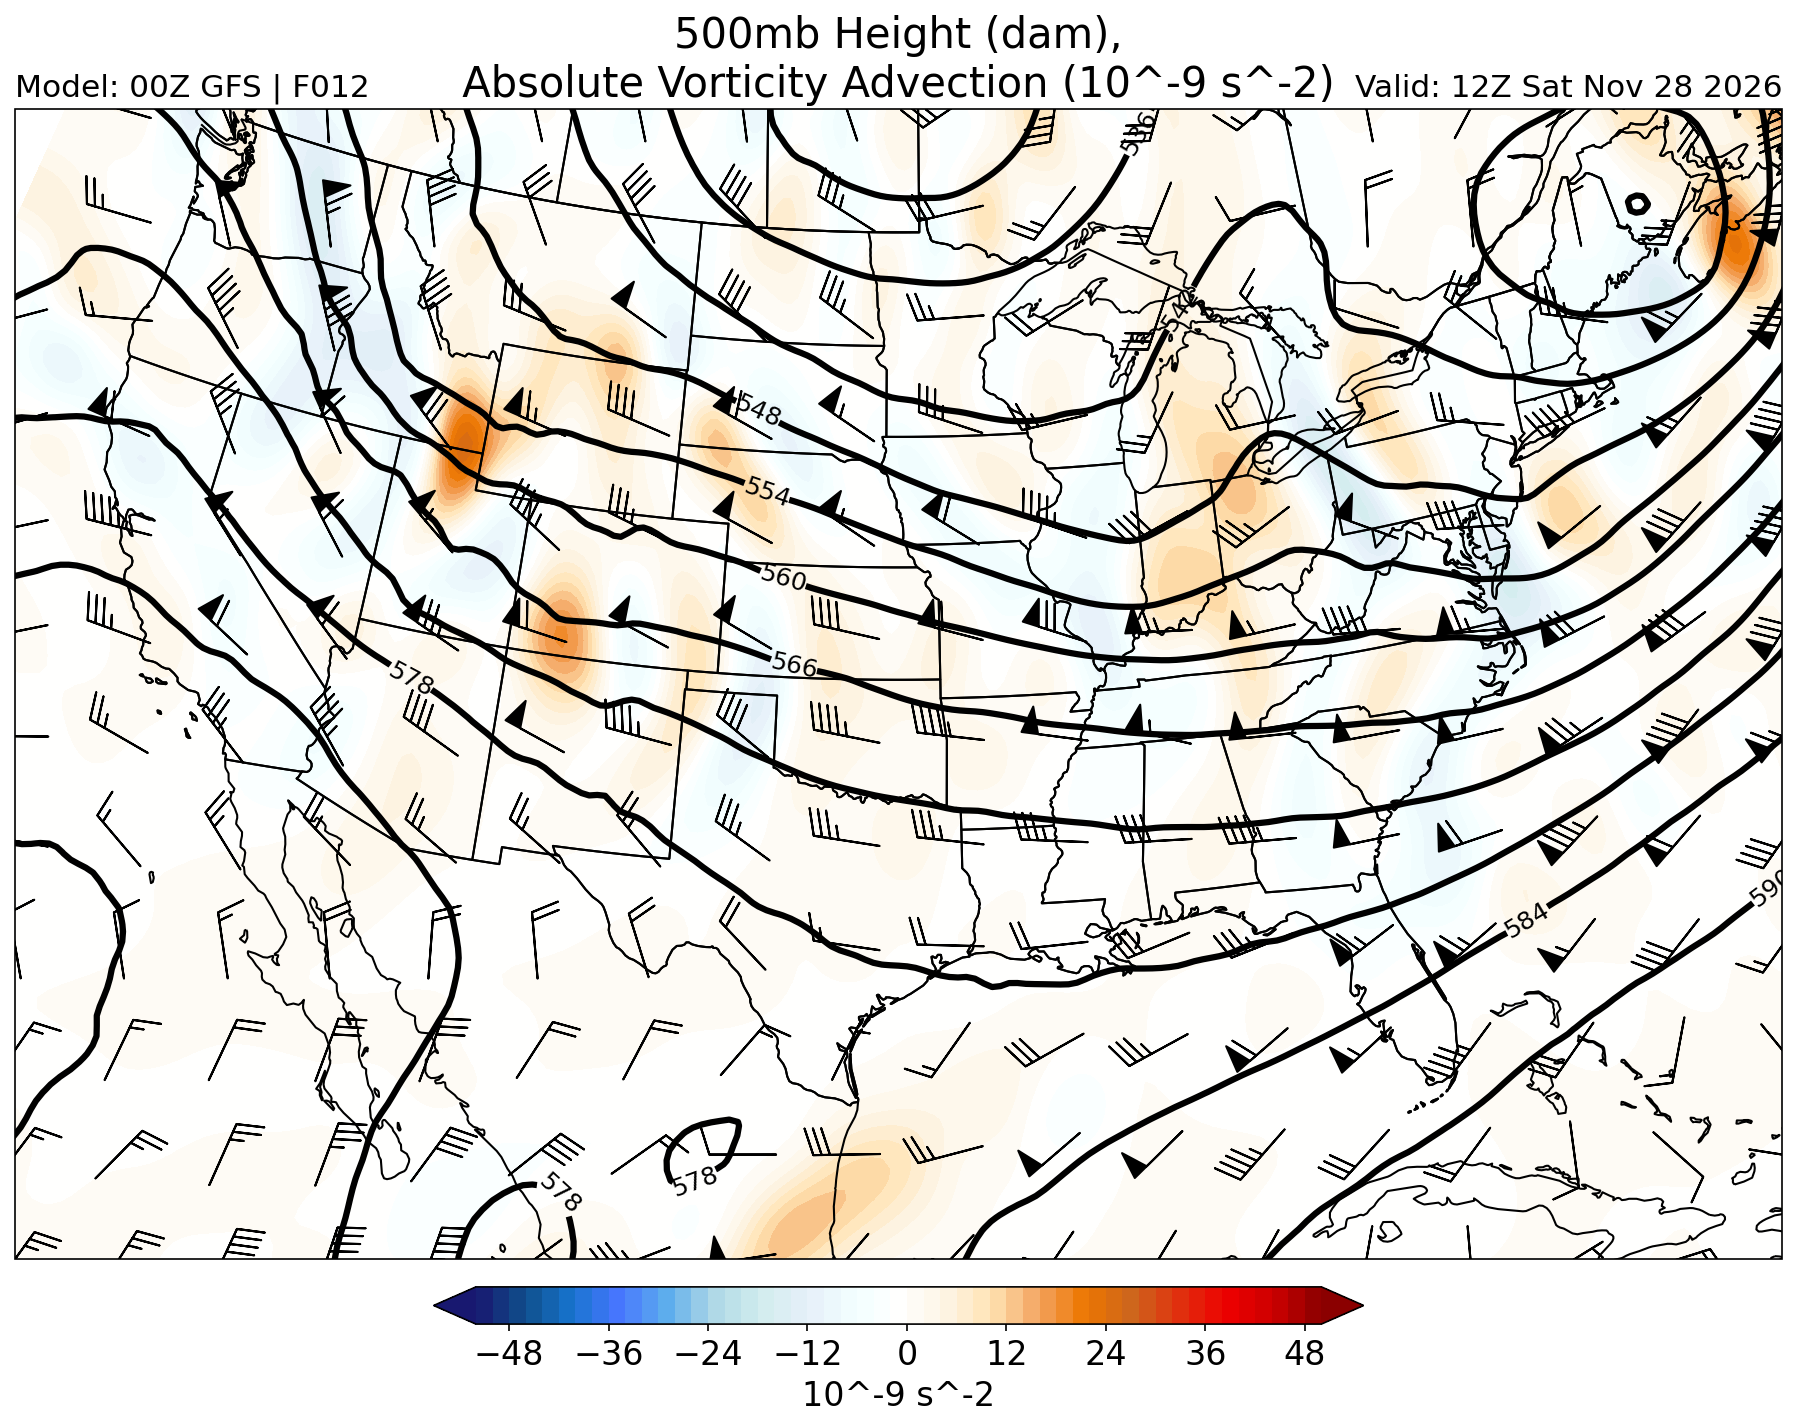 500mb Height (dam),
Model: 00Z GFS | F012
Absolute Vorticity Advection (10^-9 s^-2)
Valid: 12Z Sat Nov 28 2026
536
548
554
560
566
578
584
590
578
578
−48 −36 −24 −12 0 12 24 36 48
10^-9 s^-2